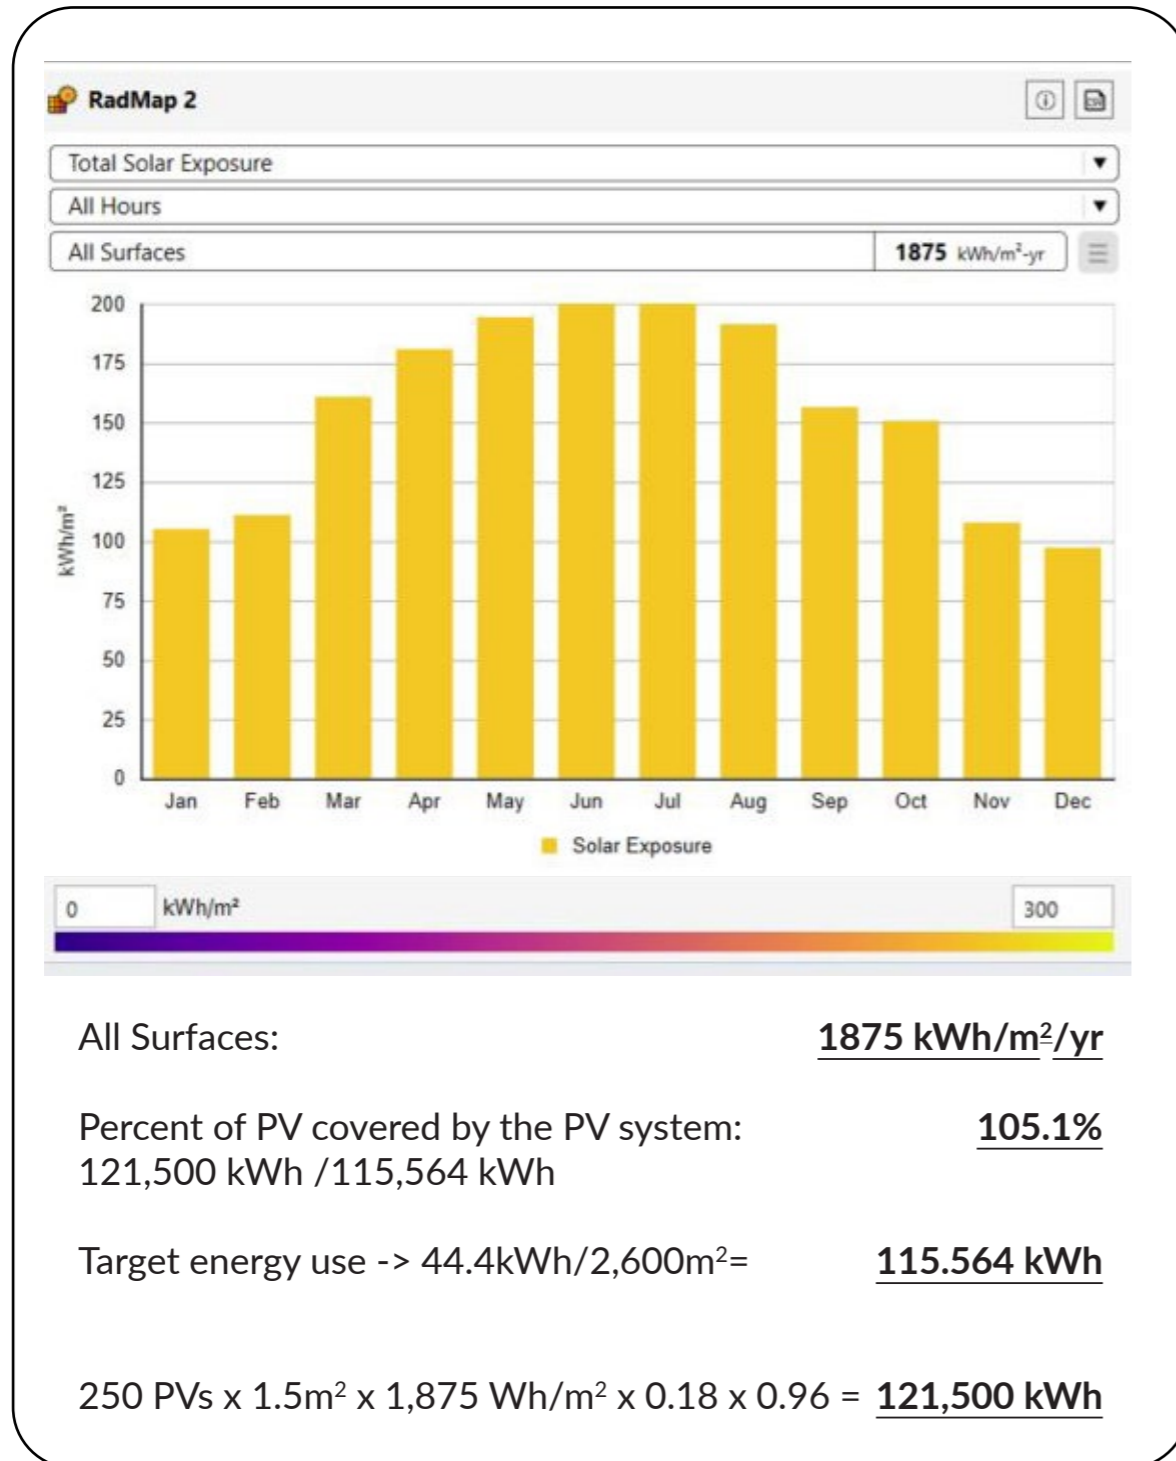 RadMap 2
Total Solar Exposure
All Hours
All Surfaces 1875 kWh/m²-yr
200
175
150
125
100
75
50
25
0
kWh/m²
Jan Feb Mar Apr May Jun Jul Aug Sep Oct Nov Dec
Solar Exposure
0 kWh/m² 300
All Surfaces: 1875 kWh/m²/yr
Percent of PV covered by the PV system: 105.1%
121,500 kWh /115,564 kWh
Target energy use -> 44.4kWh/2,600m²= 115.564 kWh
250 PVs x 1.5m² x 1,875 Wh/m² x 0.18 x 0.96 = 121,500 kWh